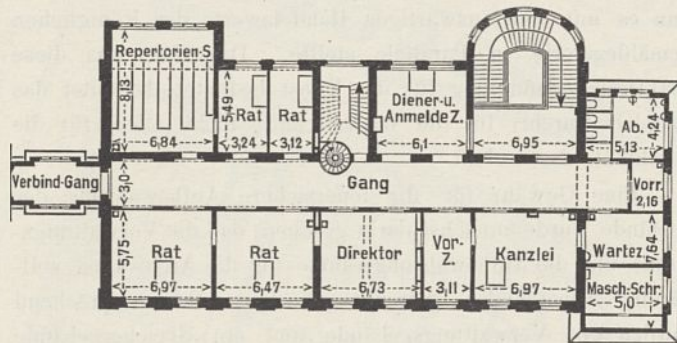 Repertorien-S
8,13
6,84
5,49
Rat
3,24
Rat
3,12
Diener-u.
Anmelde Z.
6,1
6,95
Ab.
4,24
5,13
Verbind-Gang
3,0
Gang
Vorr.
2,16
5,75
Rat
6,97
Rat
6,47
Direktor
6,73
Vor-
Z.
3,11
Kanzlei
6,97
Wartez.
7,64
Masch:Schr.
5,0